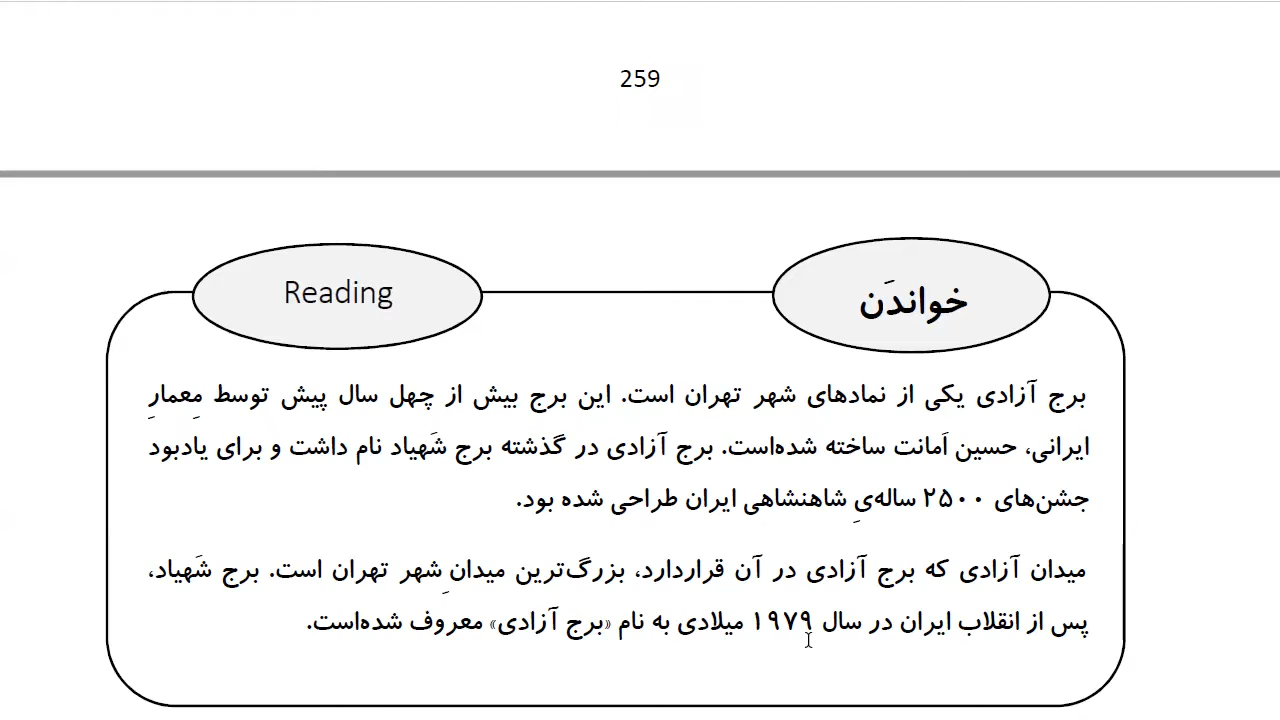 259
Reading
خواندَن
برج آزادی یکی از نمادهای شهر تهران است. این برج بیش از چهل سال پیش توسط مِعمارِ
ایرانی، حسین اَمانت ساخته شده‌است. برج آزادی در گذشته برج شَهیاد نام داشت و برای یادبود
جشن‌های ۲۵۰۰ ساله‌یِ شاهنشاهی ایران طراحی شده بود.
میدان آزادی که برج آزادی در آن قراردارد، بزرگ‌ترین میدانِ شهر تهران است. برج شَهیاد،
پس از انقلاب ایران در سال ۱۹۷۹ میلادی به نام «برج آزادی» معروف شده‌است.